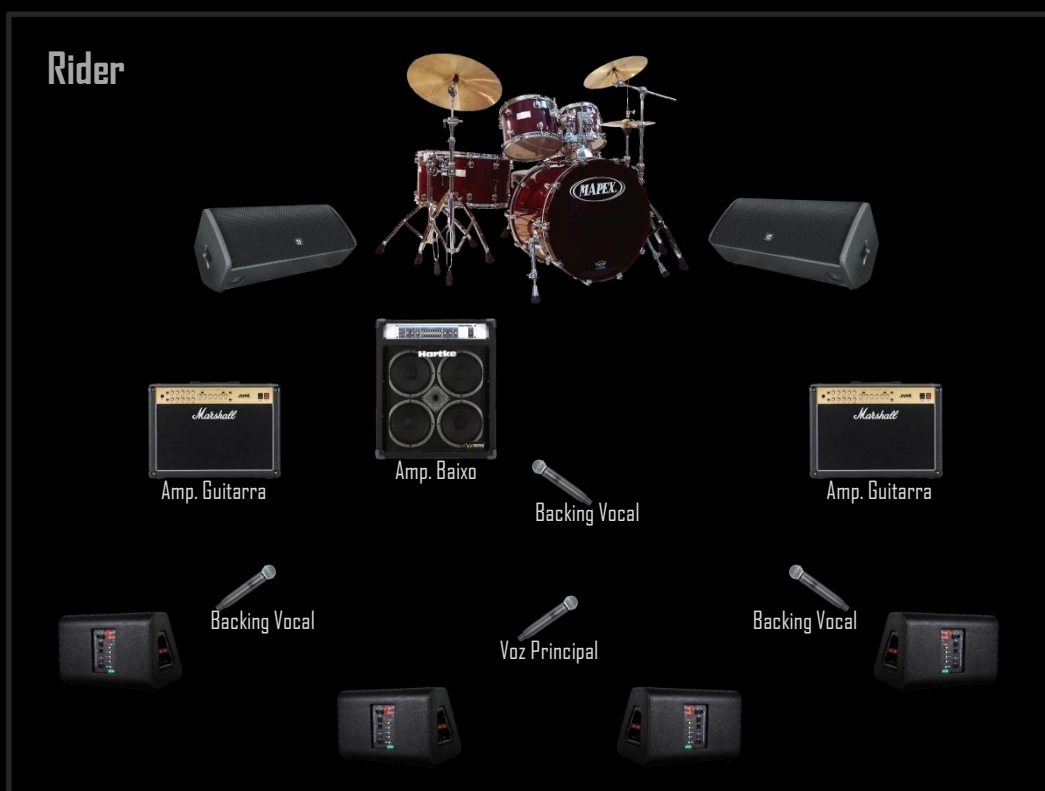 Rider
MAPEX
Hartke
Marshall
Marshall
Amp. Baixo
Amp. Guitarra
Amp. Guitarra
Backing Vocal
Backing Vocal
Backing Vocal
Voz Principal